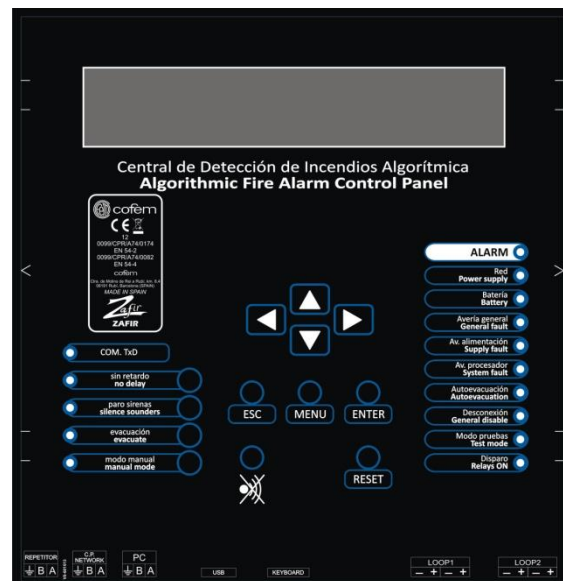 Central de Detección de Incendios Algorítmica
Algorithmic Fire Alarm Control Panel
cofem
CE
12
0099/CPR/A74/0174
EN 54-2
0099/CPR/A74/0092
EN 54-4
cofem
MADE IN SPAIN
Zafir
ZAFIR
COM. TxD
sin retardo
no delay
paro sirenas
silence sounders
evacuación
evacuate
modo manual
manual mode
ESC
MENU
ENTER
RESET
ALARM
Red
Power supply
Batería
Battery
Avería general
General fault
Av. alimentación
Supply fault
Av. procesador
System fault
Autoevacuación
Autoevacuation
Desconexión
General disable
Modo pruebas
Test mode
Disparo
Relays ON
REPETITOR
B A
C.P.
NETWORK
B A
PC
B A
USB
KEYBOARD
LOOP1
– + – +
LOOP2
– + – +